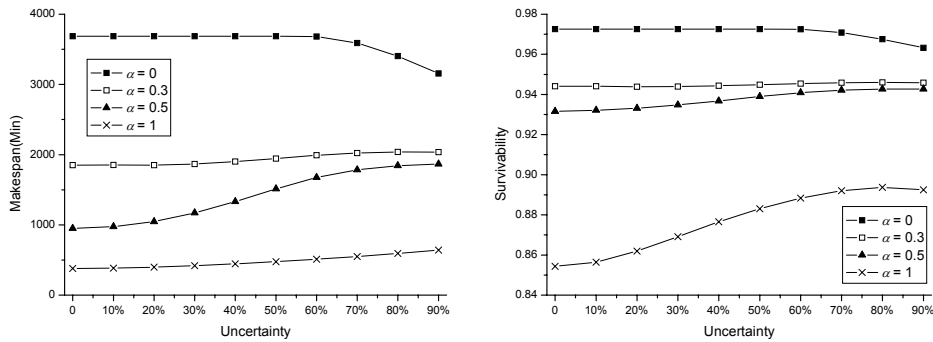 4000
3000
2000
1000
0
Makespan(Min)
α = 0
α = 0.3
α = 0.5
α = 1
0 10% 20% 30% 40% 50% 60% 70% 80% 90%
Uncertainty
0.98
0.96
0.94
0.92
0.90
0.88
0.86
0.84
Survivability
α = 0
α = 0.3
α = 0.5
α = 1
0 10% 20% 30% 40% 50% 60% 70% 80% 90%
Uncertainty